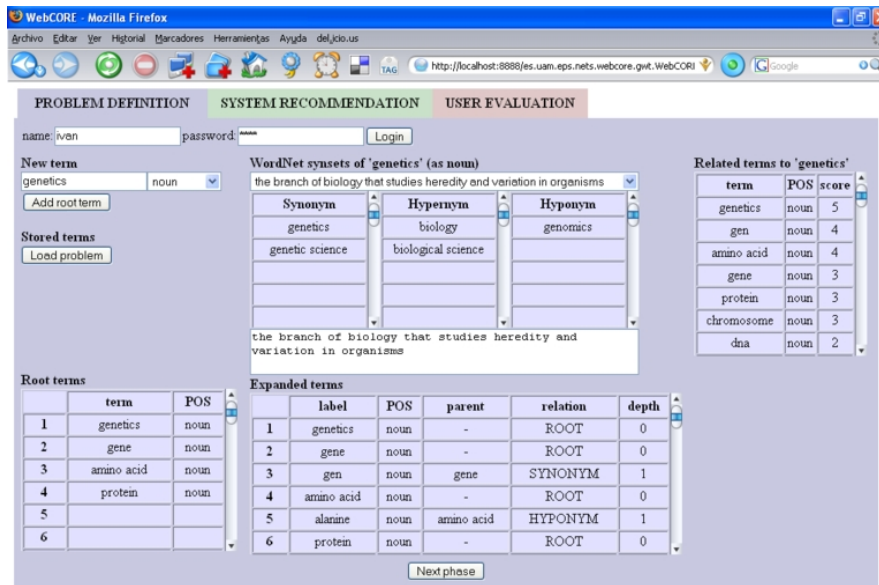 WebCORE - Mozilla Firefox
Archivo Editar Ver Historial Marcadores Herramientas Ayuda del.icio.us
TAG http://localhost:8888/es.uam.eps.nets.webcore.gwt.WebCORI Google
PROBLEM DEFINITION SYSTEM RECOMMENDATION USER EVALUATION
name: ivan password: **** Login
New term
genetics noun
Add root term
Stored terms
Load problem
WordNet synsets of 'genetics' (as noun)
the branch of biology that studies heredity and variation in organisms
Synonym Hypernym Hyponym
genetics biology genomics
genetic science biological science
the branch of biology that studies heredity and
variation in organisms
Related terms to 'genetics'
term POS score
genetics noun 5
gen noun 4
amino acid noun 4
gene noun 3
protein noun 3
chromosome noun 3
dna noun 2
Root terms
term POS
1 genetics noun
2 gene noun
3 amino acid noun
4 protein noun
5
6
Expanded terms
label POS parent relation depth
1 genetics noun - ROOT 0
2 gene noun - ROOT 0
3 gen noun gene SYNONYM 1
4 amino acid noun - ROOT 0
5 alanine noun amino acid HYPONYM 1
6 protein noun - ROOT 0
Next phase